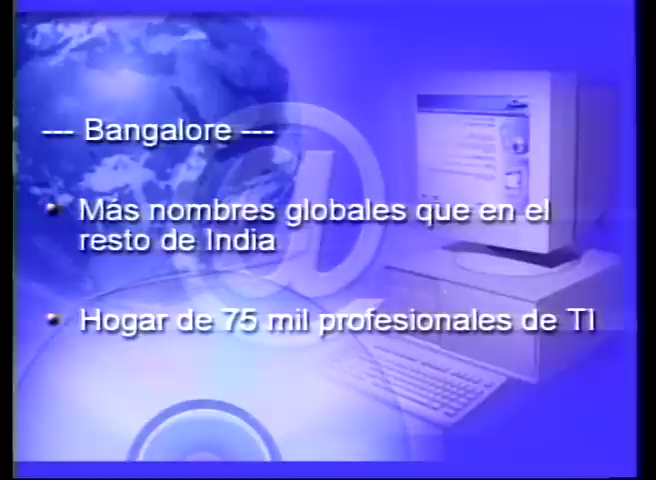 --- Bangalore ---
• Más nombres globales que en el
resto de India
• Hogar de 75 mil profesionales de TI